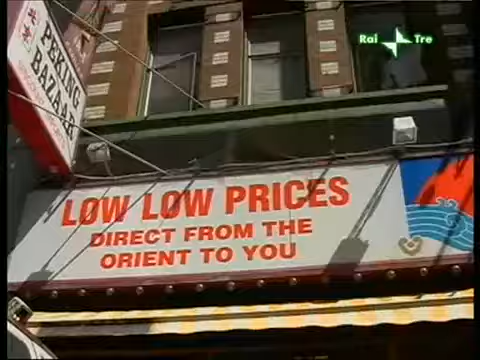 Rai Tre
PEKING
BAZAAR
LOW LOW PRICES
DIRECT FROM THE
ORIENT TO YOU